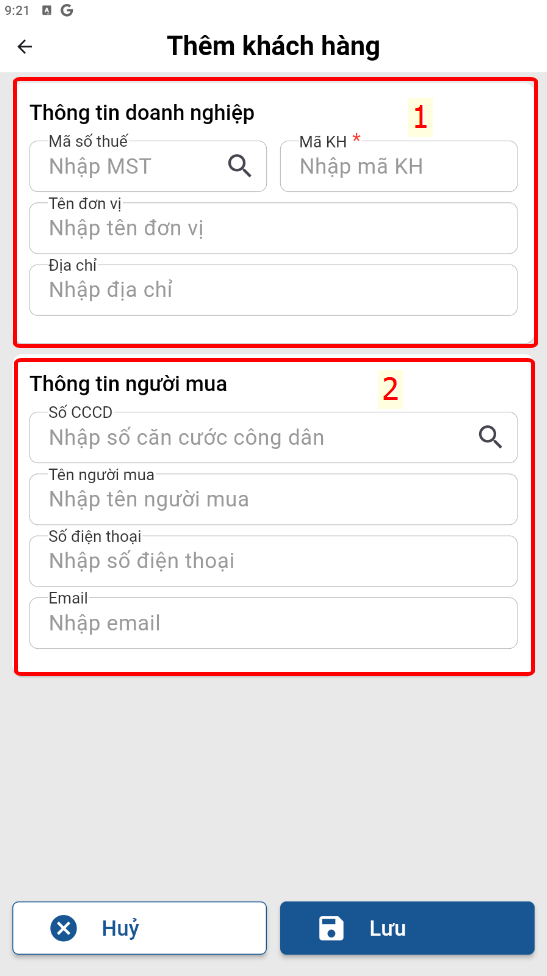 9:21
Thêm khách hàng
Thông tin doanh nghiệp
1
Mã số thuế
Mã KH *
Nhập MST
Nhập mã KH
Tên đơn vị
Nhập tên đơn vị
Địa chỉ
Nhập địa chỉ
Thông tin người mua
2
Số CCCD
Nhập số căn cước công dân
Tên người mua
Nhập tên người mua
Số điện thoại
Nhập số điện thoại
Email
Nhập email
Huỷ
Lưu